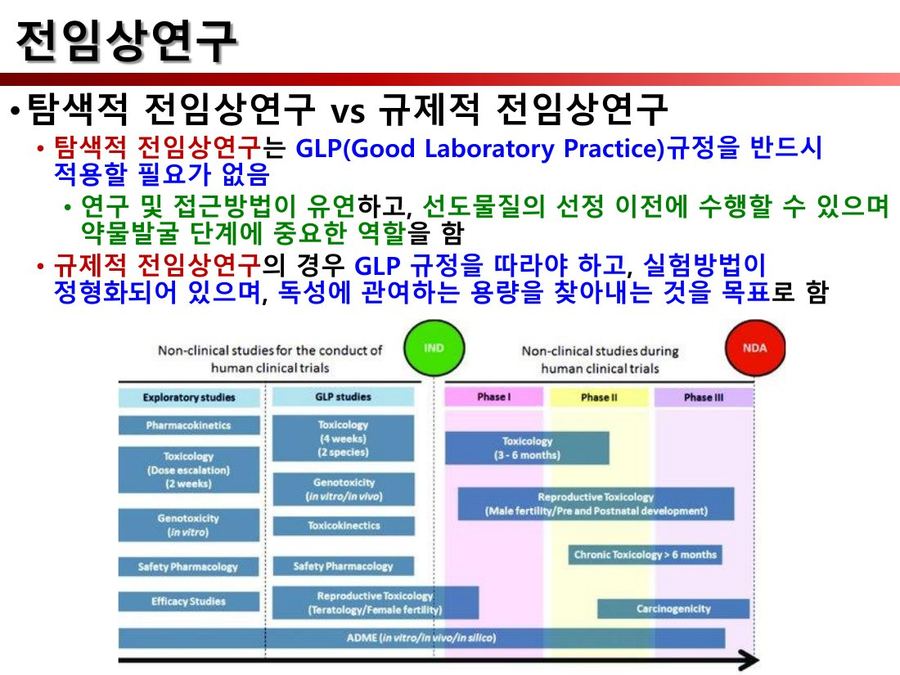 전임상연구
• 탐색적 전임상연구 vs 규제적 전임상연구
• 탐색적 전임상연구는 GLP(Good Laboratory Practice)규정을 반드시
적용할 필요가 없음
• 연구 및 접근방법이 유연하고, 선도물질의 선정 이전에 수행할 수 있으며
약물발굴 단계에 중요한 역할을 함
• 규제적 전임상연구의 경우 GLP 규정을 따라야 하고, 실험방법이
정형화되어 있으며, 독성에 관여하는 용량을 찾아내는 것을 목표로 함
Non-clinical studies for the conduct of
human clinical trials
IND
Non-clinical studies during
human clinical trials
NDA
Exploratory studies
GLP studies
Phase I
Phase II
Phase III
Pharmacokinetics
Toxicology
(Dose escalation)
(2 weeks)
Genotoxicity
(in vitro)
Safety Pharmacology
Efficacy Studies
Toxicology
(4 weeks)
(2 species)
Genotoxicity
(in vitro/in vivo)
Toxicokinectics
Safety Pharmacology
Reproductive Toxicology
(Teratology/Female fertility)
Toxicology
(3 - 6 months)
Reproductive Toxicology
(Male fertility/Pre and Postnatal development)
Chronic Toxicology > 6 months
Carcinogenicity
ADME (in vitro/in vivo/in silico)